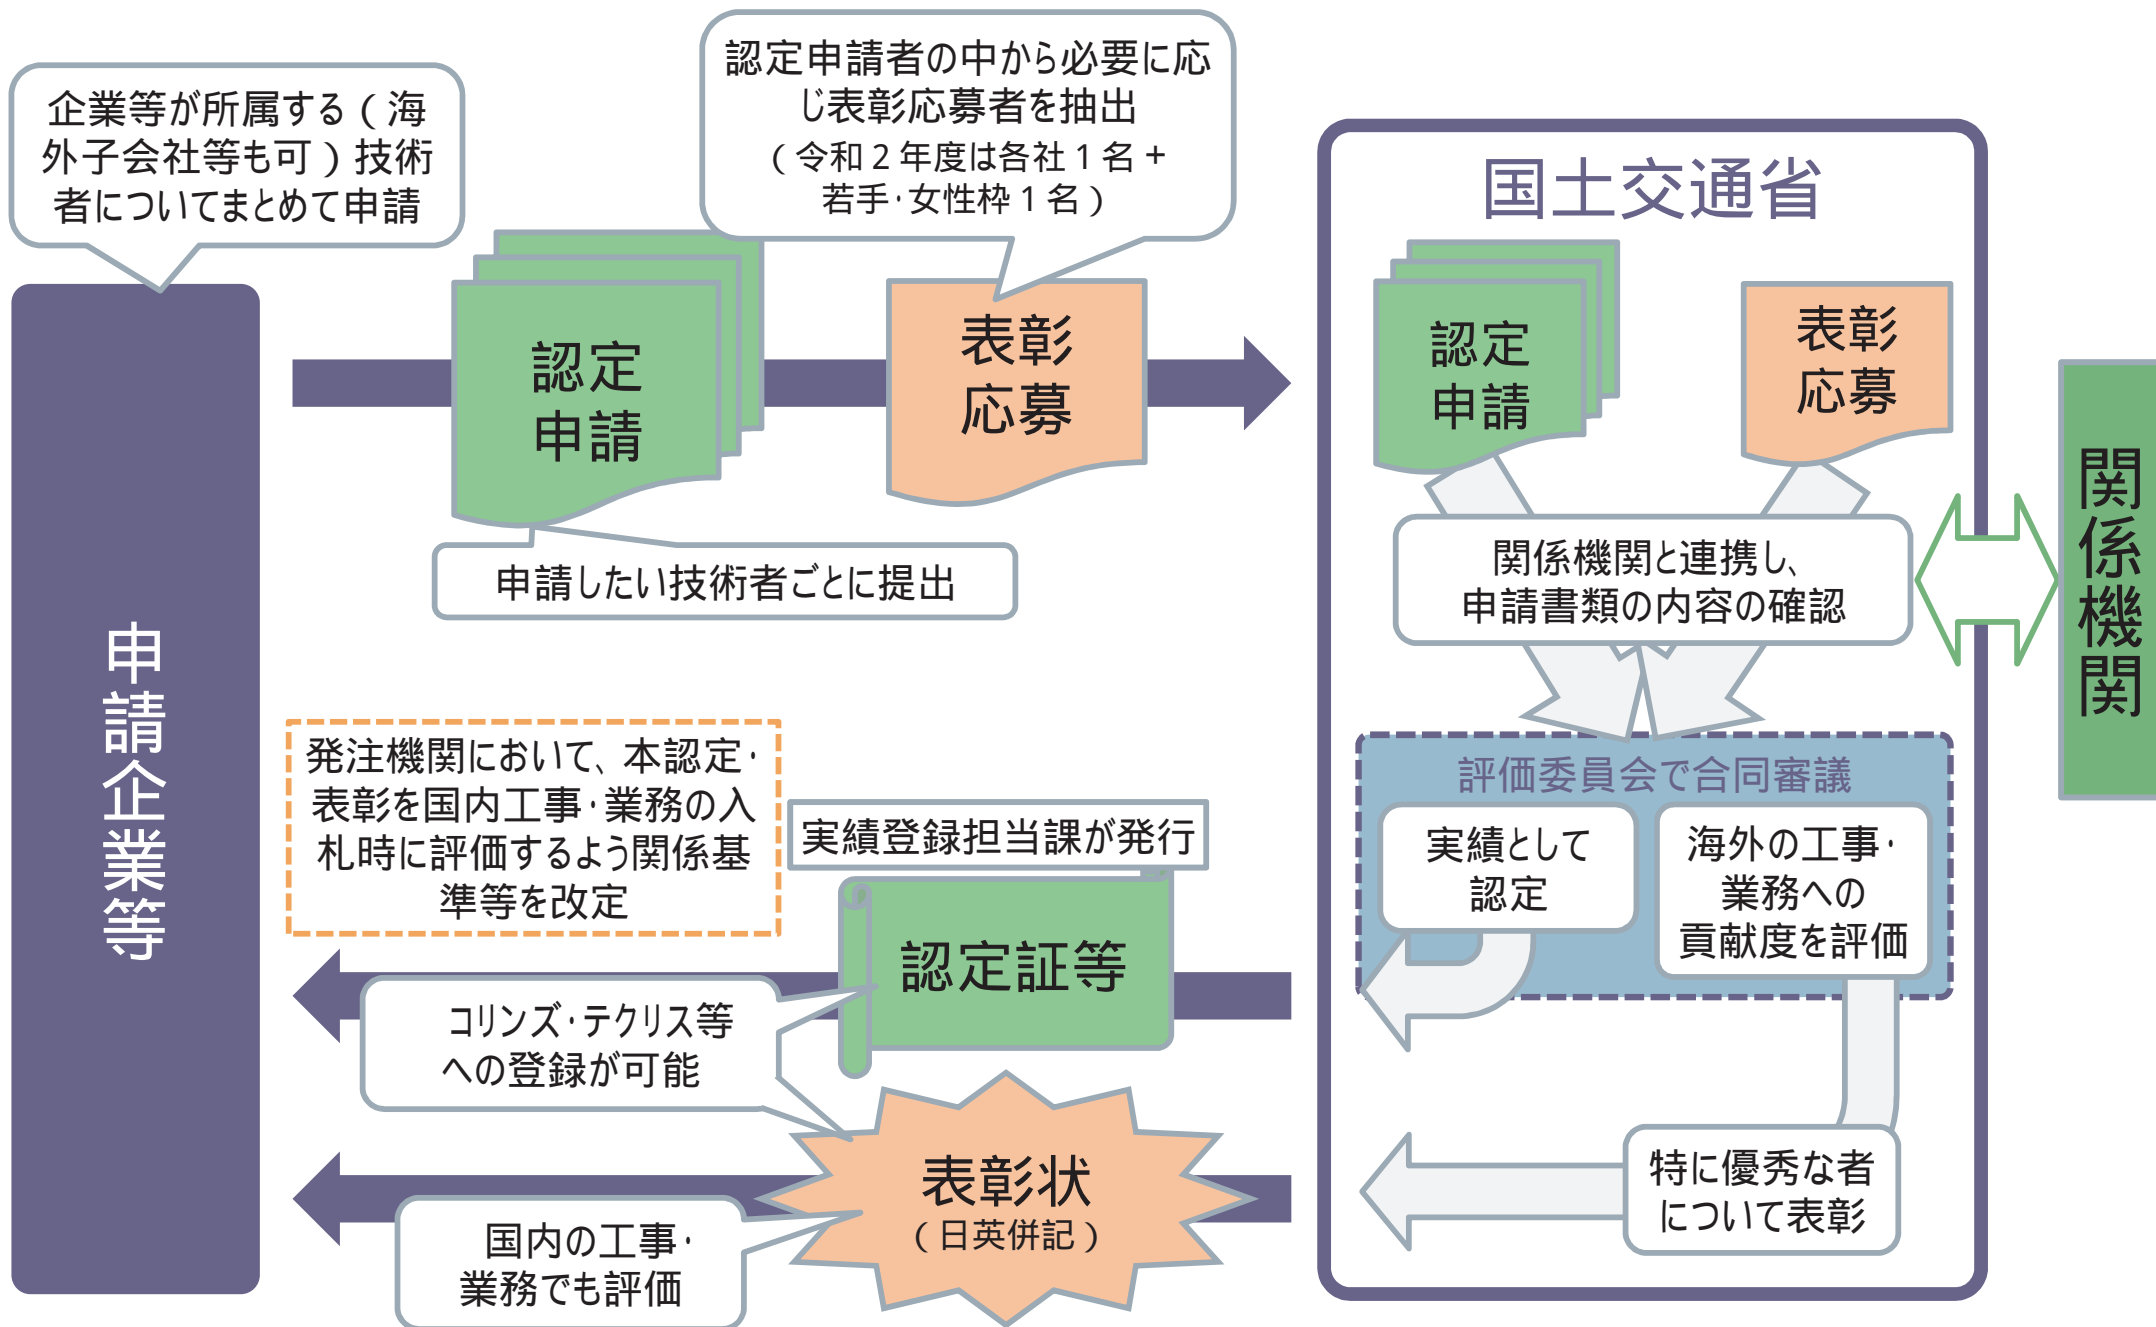 企業等が所属する（海
外子会社等も可）技術
者についてまとめて申請
認定申請者の中から必要に応
じ表彰応募者を抽出
（令和２年度は各社１名＋
若手・女性枠１名）
申請企業等
認定
申請
表彰
応募
申請したい技術者ごとに提出
国土交通省
認定
申請
表彰
応募
関係機関と連携し、
申請書類の内容の確認
関係機関
評価委員会で合同審議
実績として
認定
海外の工事・
業務への
貢献度を評価
特に優秀な者
について表彰
発注機関において、本認定・
表彰を国内工事・業務の入
札時に評価するよう関係基
準等を改定
実績登録担当課が発行
認定証等
コリンズ・テクリス等
への登録が可能
表彰状
（日英併記）
国内の工事・
業務でも評価